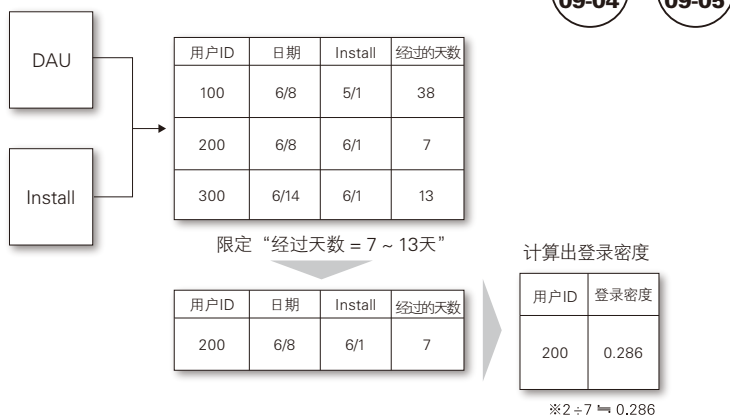 09-04 09-05
DAU
Install
用户ID 日期 Install 经过的天数
100 6/8 5/1 38
200 6/8 6/1 7
300 6/14 6/1 13
限定“经过天数 = 7 ~ 13天”
用户ID 日期 Install 经过的天数
200 6/8 6/1 7
计算出登录密度
用户ID 登录密度
200 0.286
※2÷7 ≒ 0.286